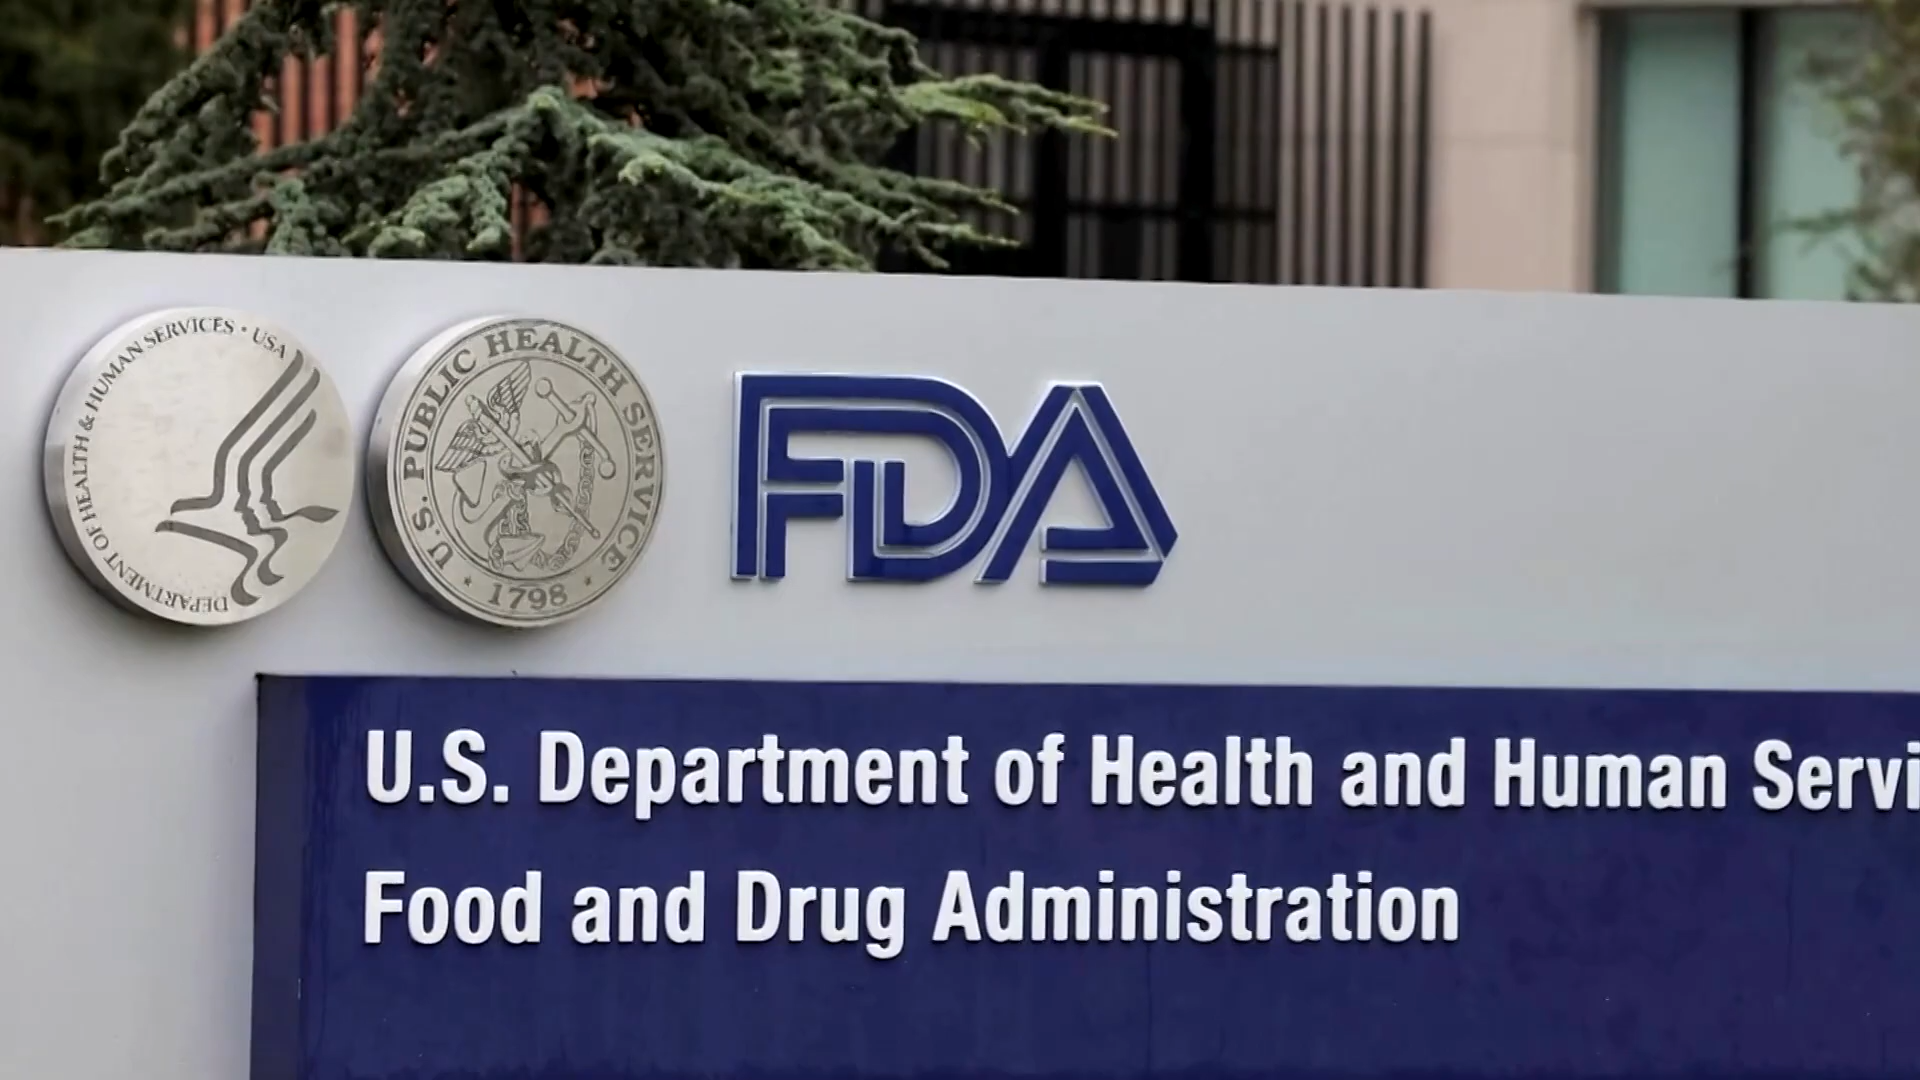 DEPARTMENT OF HEALTH & HUMAN SERVICES • USA
U.S. PUBLIC HEALTH SERVICE
1798
FDA
U.S. Department of Health and Human Servi
Food and Drug Administration